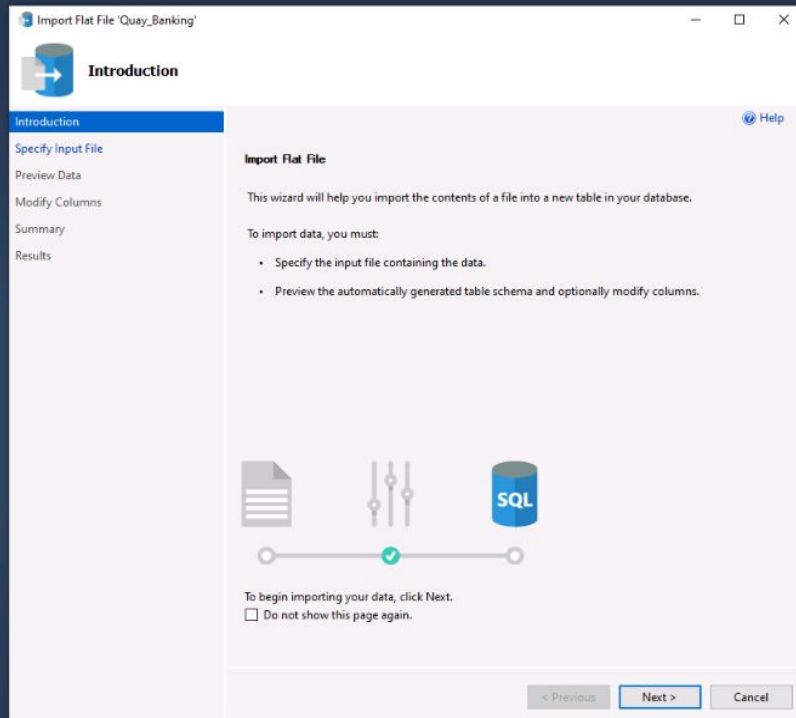 Import Flat File 'Quay_Banking'
Introduction
Introduction
Specify Input File
Preview Data
Modify Columns
Summary
Results
Help
Import Flat File
This wizard will help you import the contents of a file into a new table in your database.
To import data, you must:
• Specify the input file containing the data.
• Preview the automatically generated table schema and optionally modify columns.
SQL
To begin importing your data, click Next.
Do not show this page again.
< Previous
Next >
Cancel